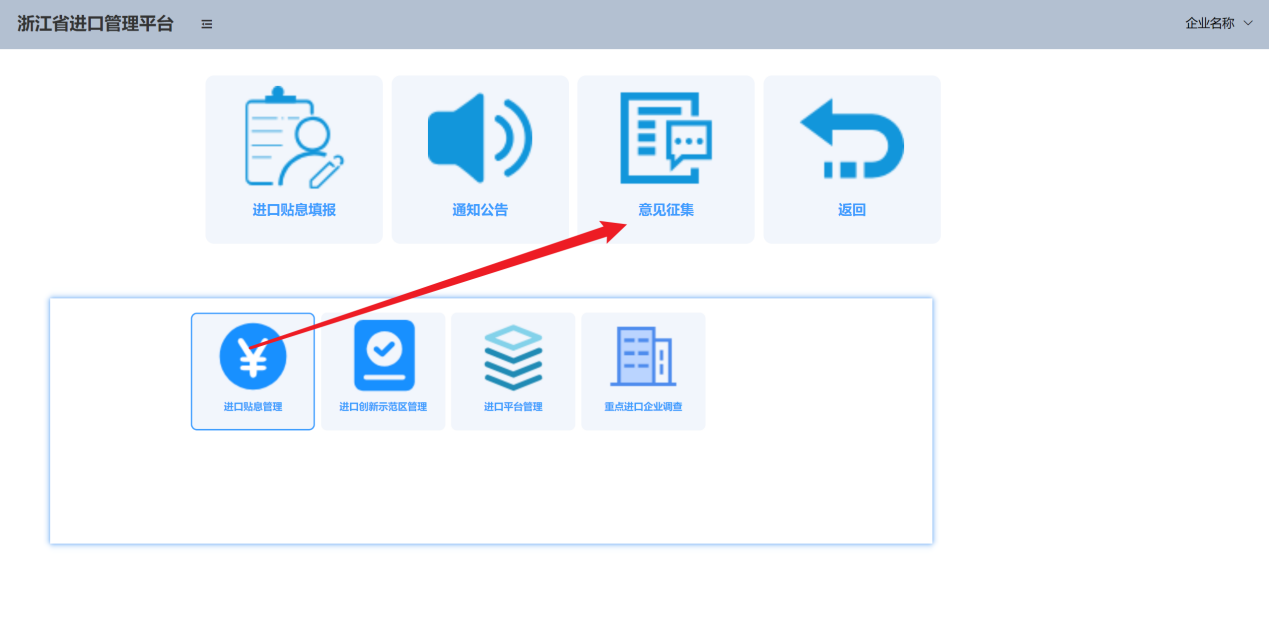 浙江省进口管理平台
企业名称
进口贴息填报
通知公告
意见征集
返回
进口贴息管理
进口创新示范区管理
进口平台管理
重点进口企业调查